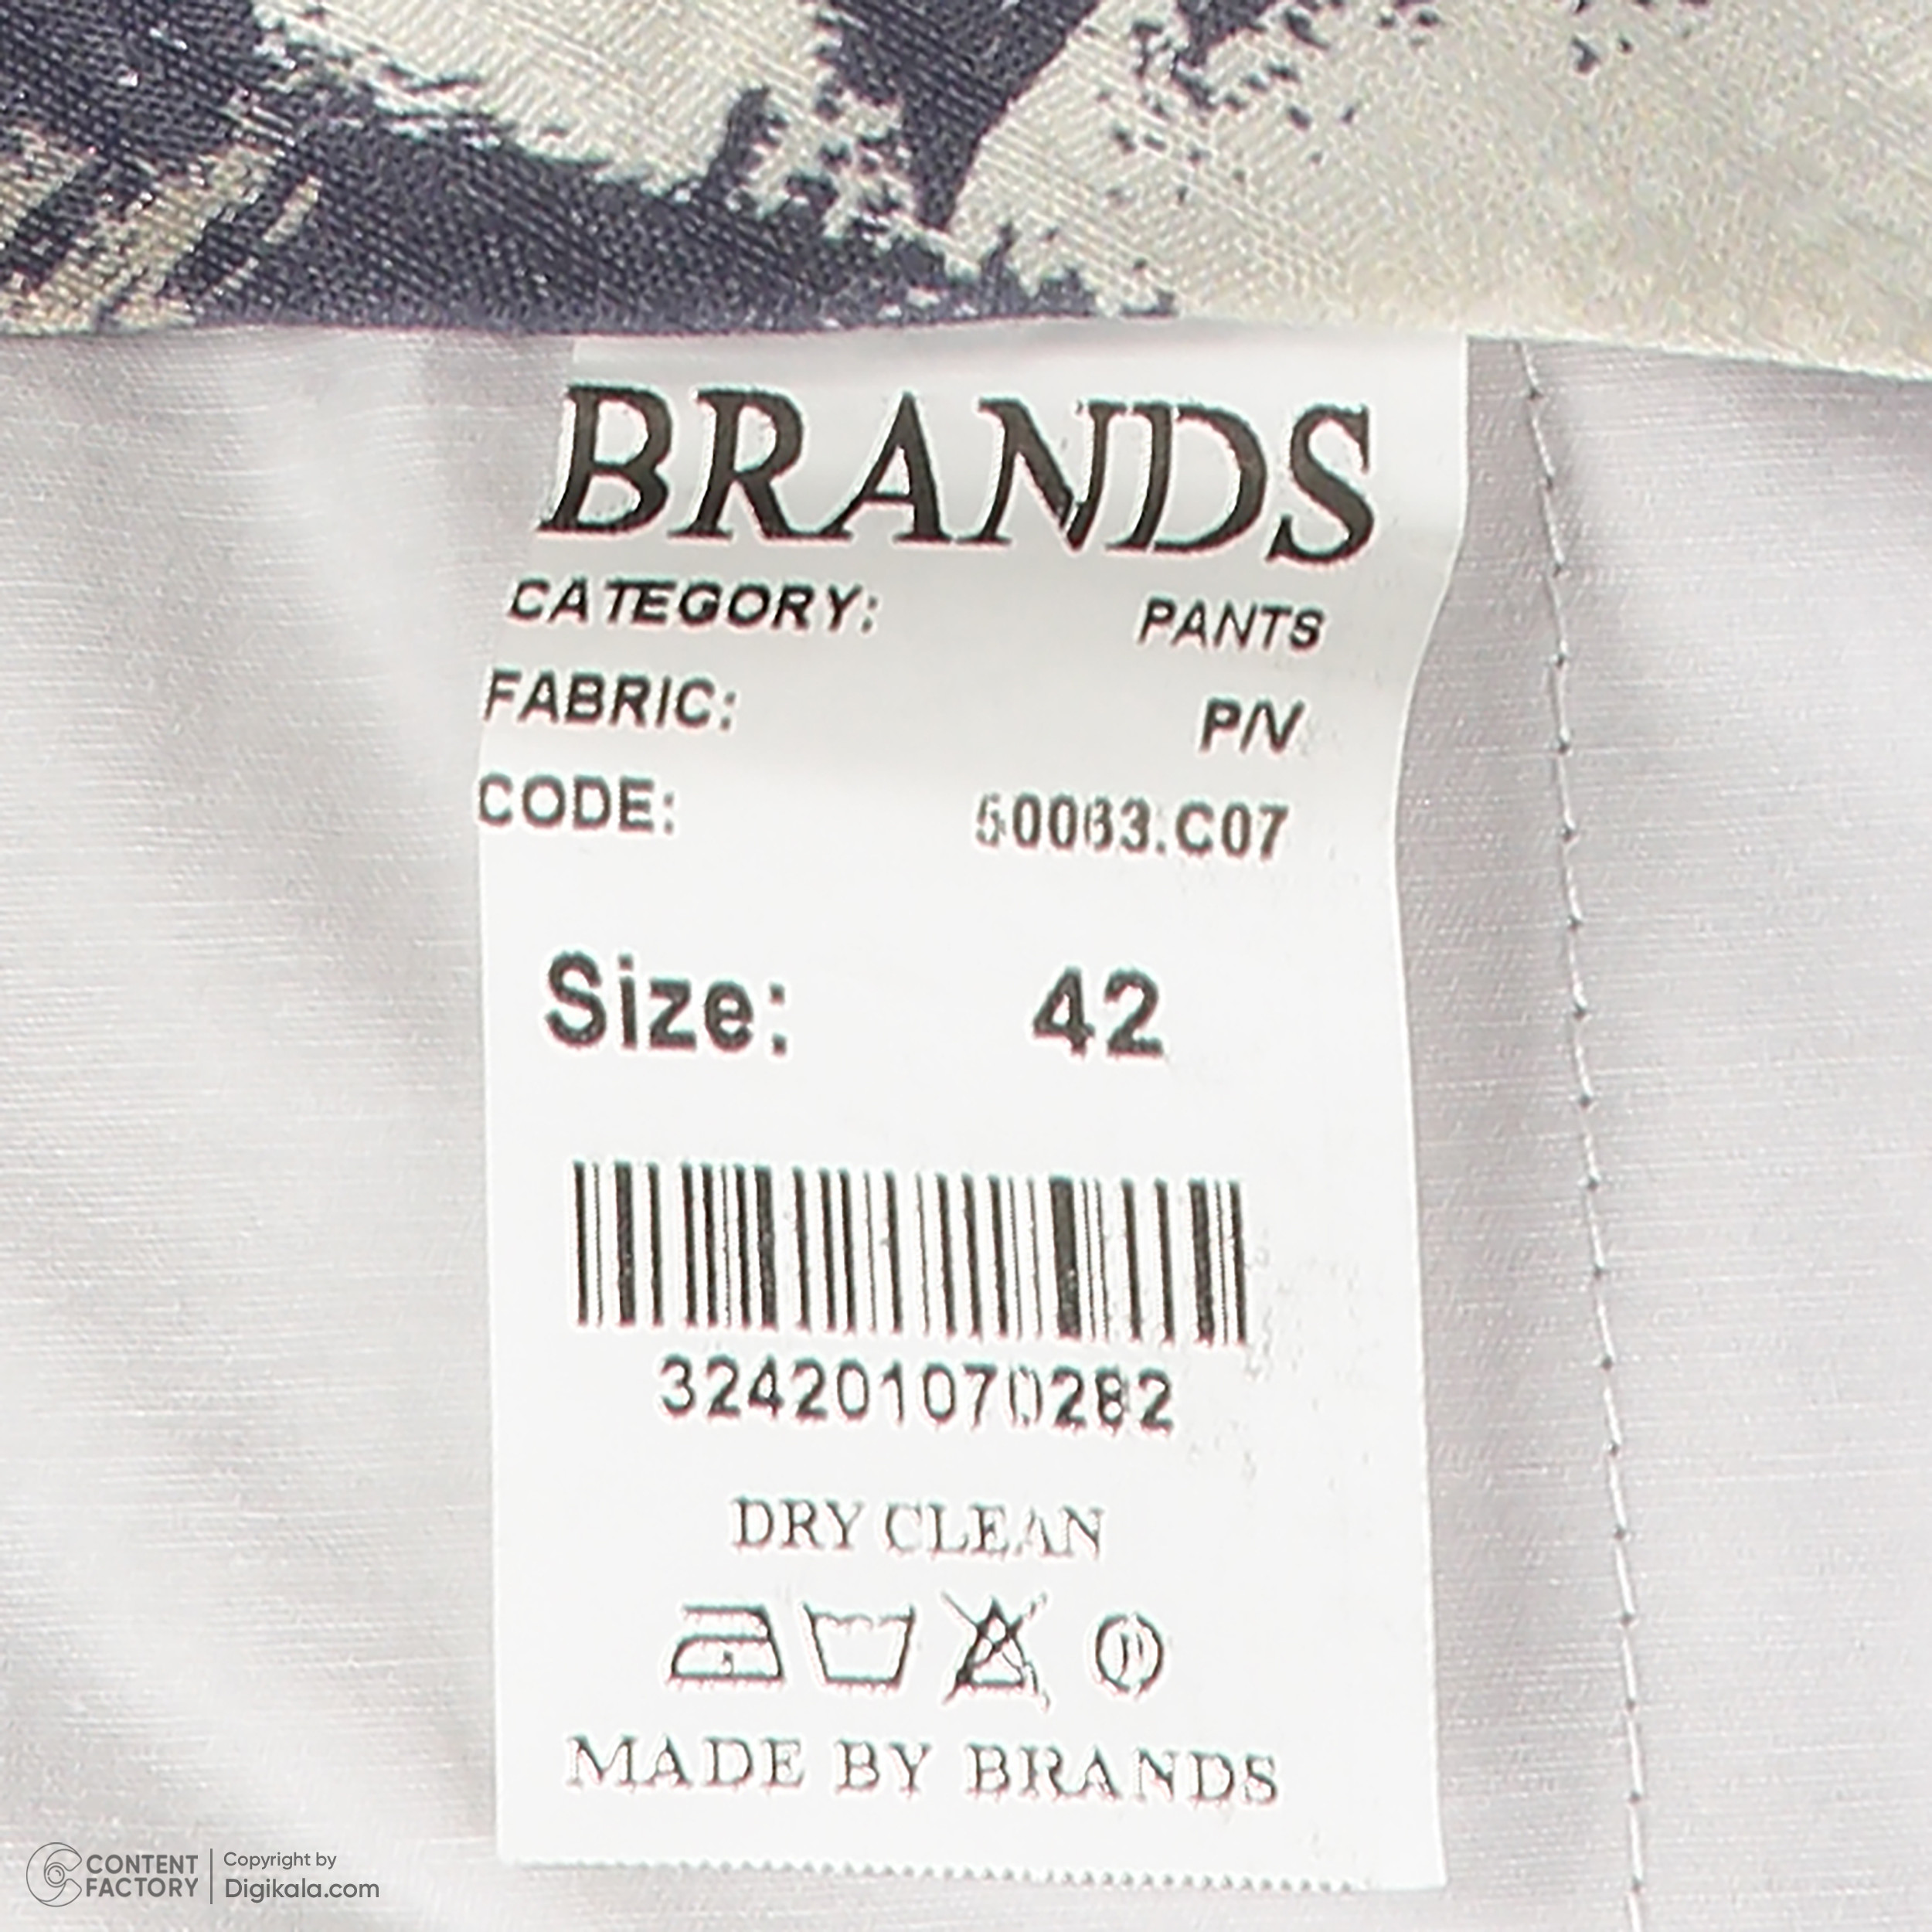 BRANDS
CATEGORY: PANTS
FABRIC: P/V
CODE: 50063.C07
Size: 42
324201070282
DRY CLEAN
P
MADE BY BRANDS
CONTENT FACTORY
Copyright by
Digikala.com